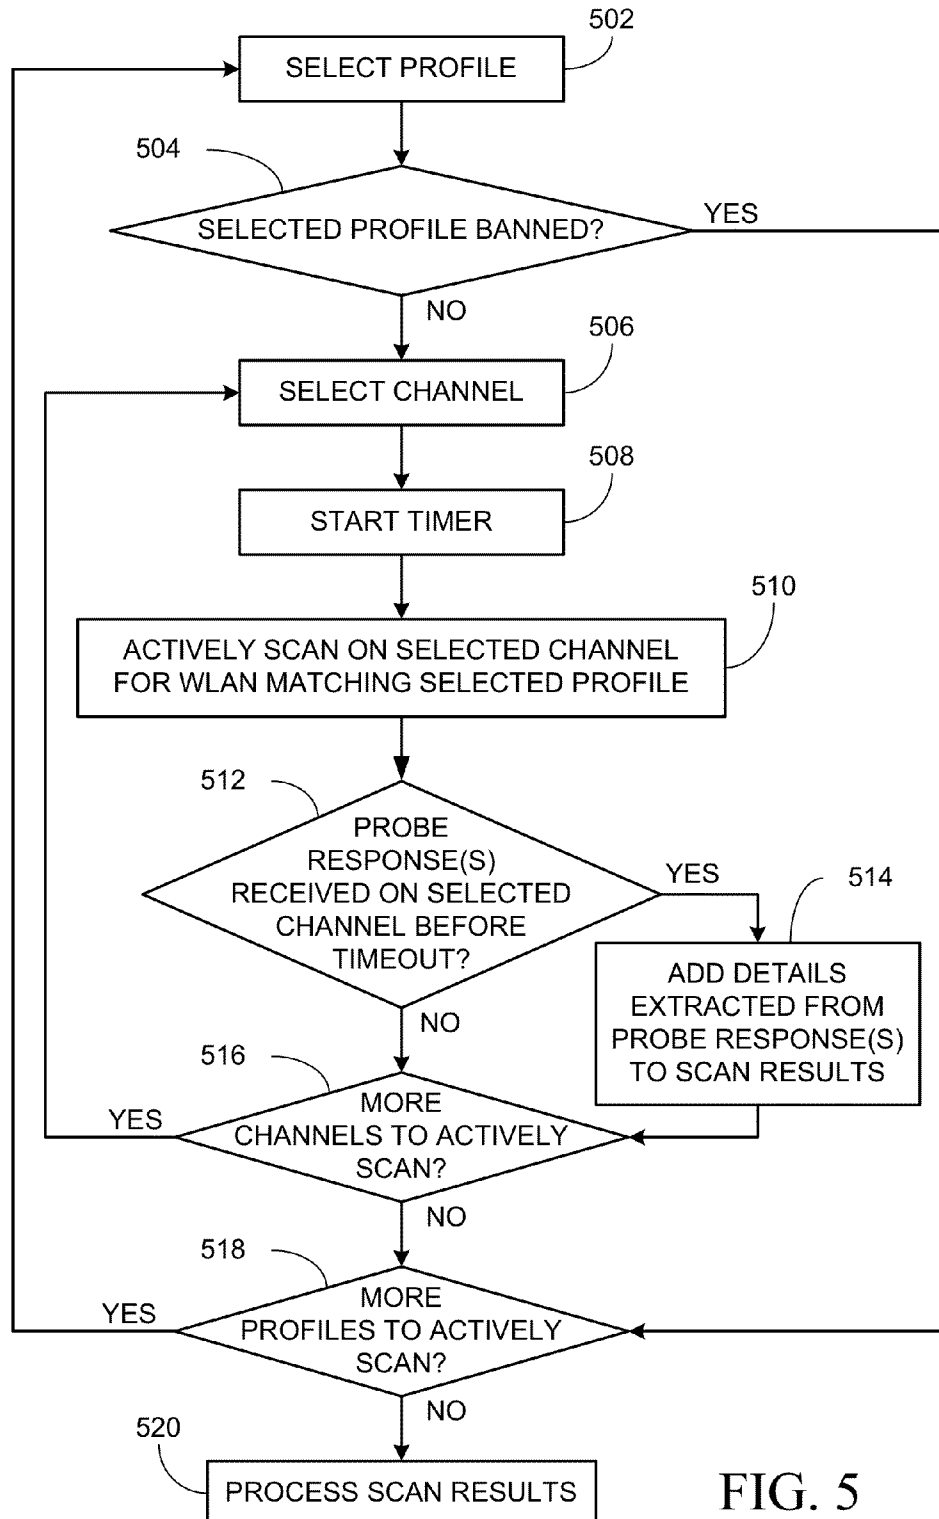 502
SELECT PROFILE
504
SELECTED PROFILE BANNED?
YES
NO
506
SELECT CHANNEL
508
START TIMER
510
ACTIVELY SCAN ON SELECTED CHANNEL
FOR WLAN MATCHING SELECTED PROFILE
512
PROBE
RESPONSE(S)
RECEIVED ON SELECTED
CHANNEL BEFORE
TIMEOUT?
YES
514
ADD DETAILS
EXTRACTED FROM
PROBE RESPONSE(S)
TO SCAN RESULTS
NO
516
MORE
CHANNELS TO ACTIVELY
SCAN?
YES
NO
518
MORE
PROFILES TO ACTIVELY
SCAN?
YES
NO
520
PROCESS SCAN RESULTS
FIG. 5